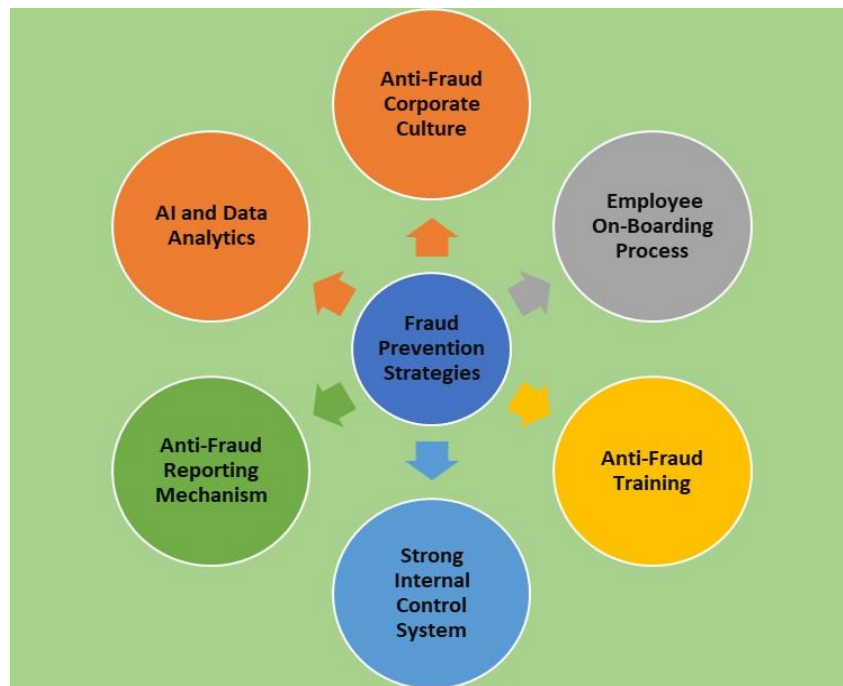 Anti-Fraud
Corporate
Culture
Employee
On-Boarding
Process
Anti-Fraud
Training
Strong
Internal
Control
System
Anti-Fraud
Reporting
Mechanism
AI and Data
Analytics
Fraud
Prevention
Strategies